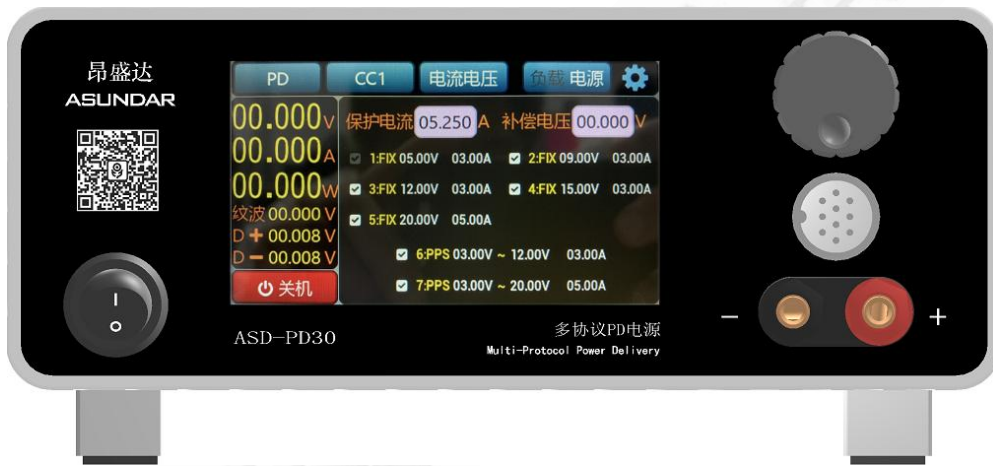 昂盛达
ASUNDAR
PD CC1 电流电压 负载 电源
00.000V
00.000A
00.000W
纹波 00.000 V
D+ 00.008 V
D- 00.008 V
关机
保护电流 05.250 A 补偿电压 00.000 V
1:FIX 05.00V 03.00A 2:FIX 09.00V 03.00A
3:FIX 12.00V 03.00A 4:FIX 15.00V 03.00A
5:FIX 20.00V 05.00A
6:PPS 03.00V ~ 12.00V 03.00A
7:PPS 03.00V ~ 20.00V 05.00A
I
O
ASD-PD30
多协议PD电源
Multi-Protocol Power Delivery
- +